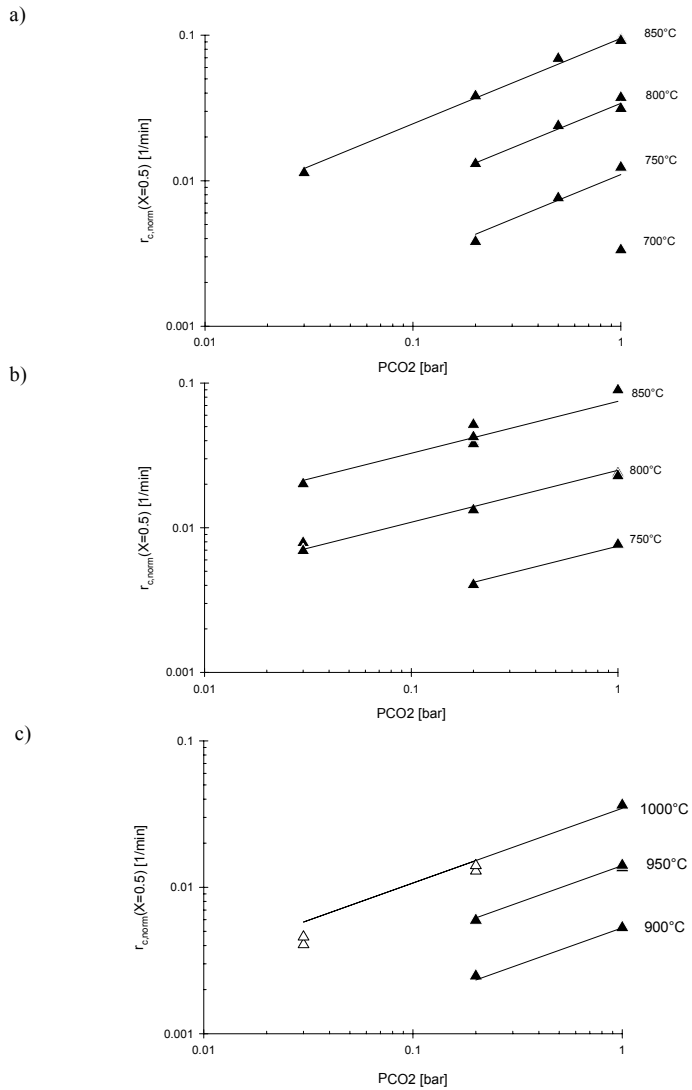 a)
0.1
850°C
800°C
0.01
750°C
700°C
0.001
0.01
0.1
1
PCO2 [bar]
r_c,norm(X=0.5) [1/min]
b)
0.1
850°C
800°C
0.01
750°C
0.001
0.01
0.1
1
PCO2 [bar]
r_c,norm(X=0.5) [1/min]
c)
0.1
1000°C
950°C
0.01
900°C
0.001
0.01
0.1
1
PCO2 [bar]
r_c,norm(X=0.5) [1/min]